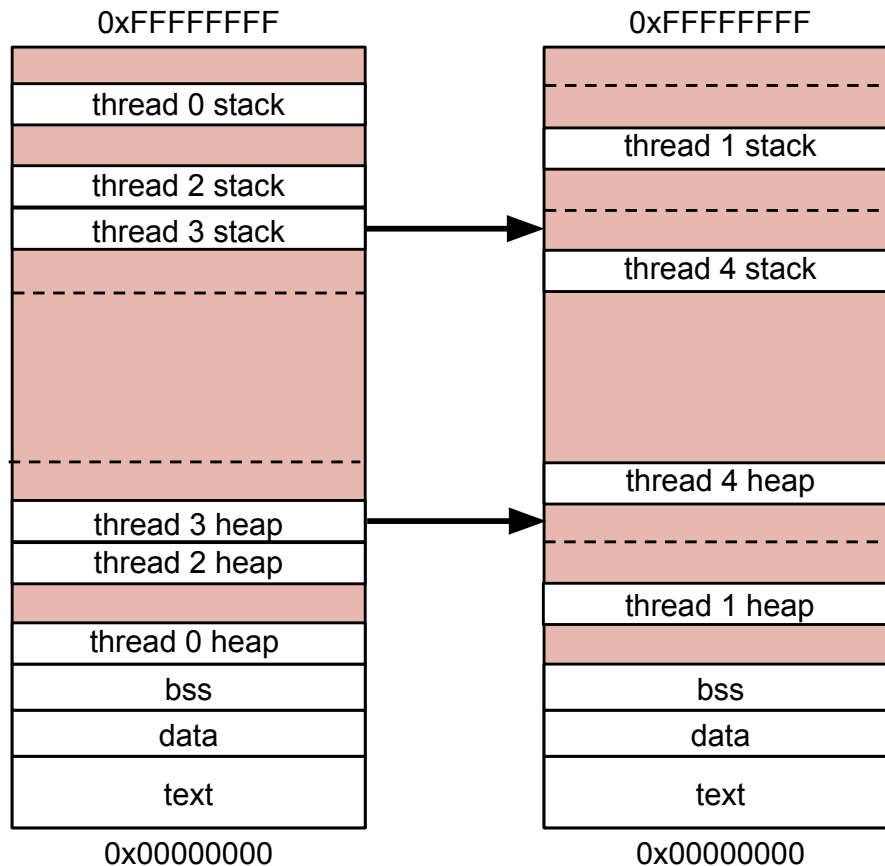 0xFFFFFFFF
thread 0 stack
thread 2 stack
thread 3 stack
thread 3 heap
thread 2 heap
thread 0 heap
bss
data
text
0x00000000
0xFFFFFFFF
thread 1 stack
thread 4 stack
thread 4 heap
thread 1 heap
bss
data
text
0x00000000